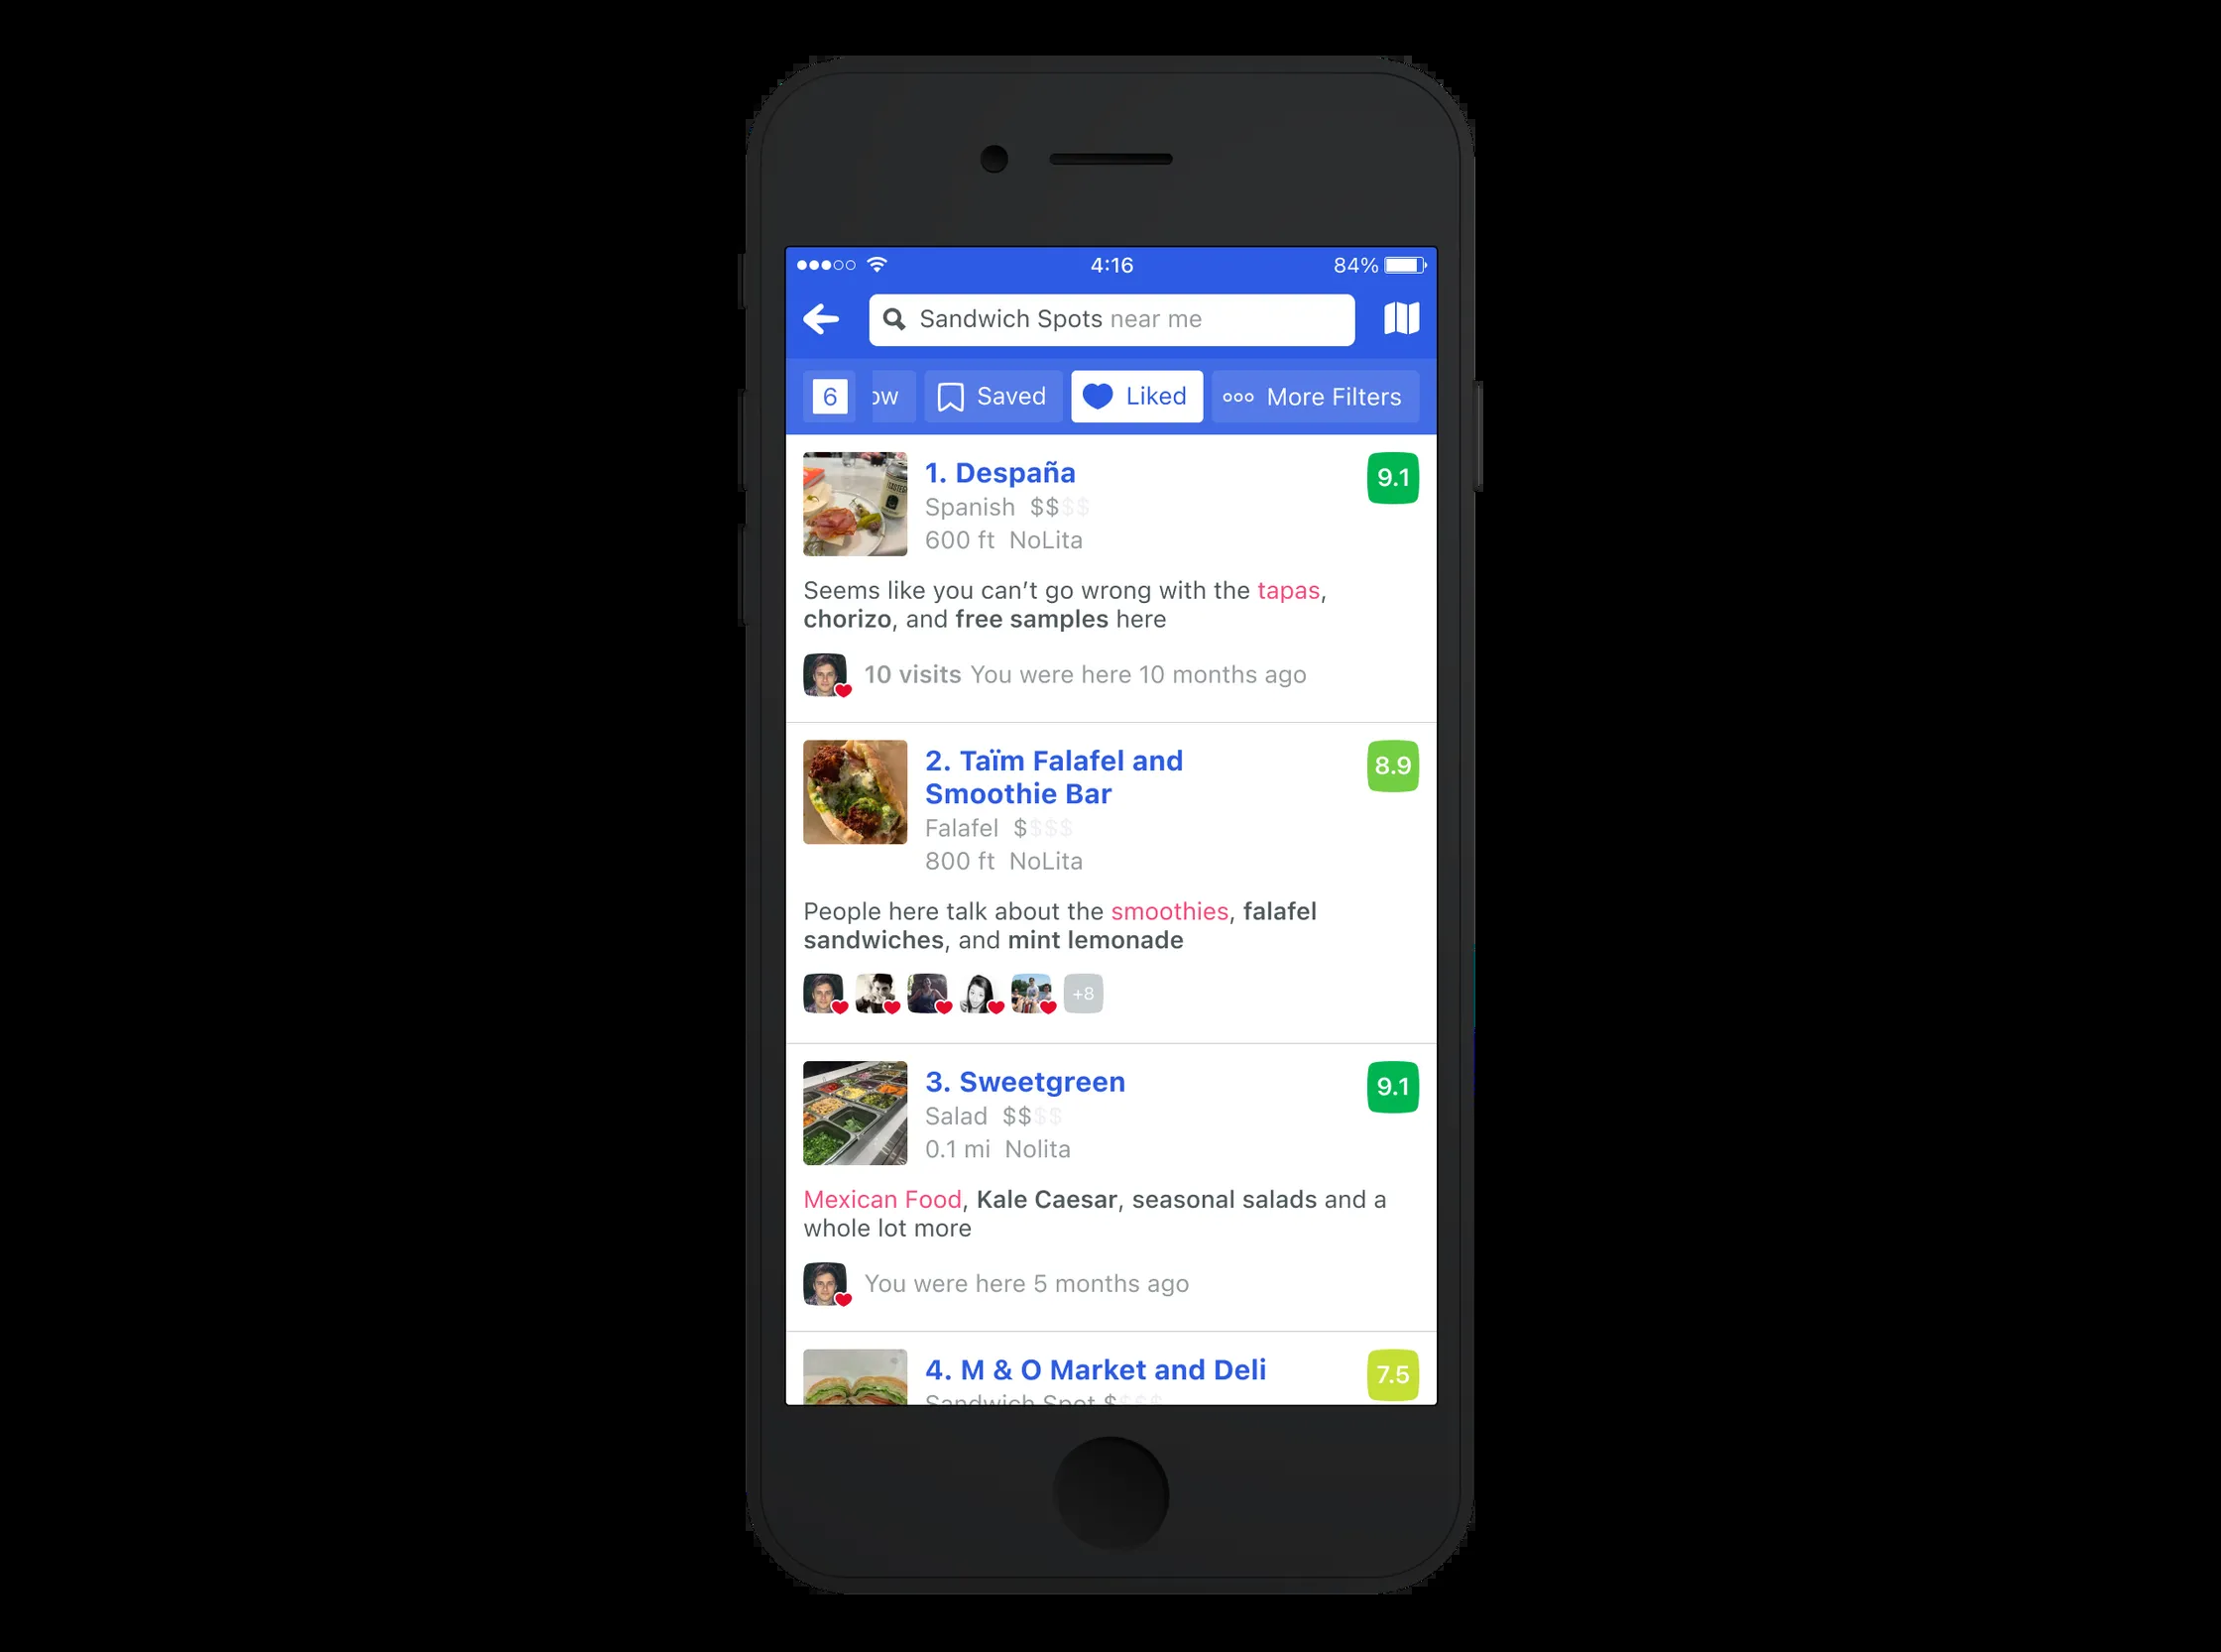 4:16
84%
Sandwich Spots near me
6
ow
Saved
Liked
More Filters
1. Despaña
9.1
Spanish $$$$
600 ft NoLita
Seems like you can’t go wrong with the tapas,
chorizo, and free samples here
10 visits You were here 10 months ago
2. Taïm Falafel and
Smoothie Bar
8.9
Falafel $$$$
800 ft NoLita
People here talk about the smoothies, falafel
sandwiches, and mint lemonade
+8
3. Sweetgreen
9.1
Salad $$$$
0.1 mi Nolita
Mexican Food, Kale Caesar, seasonal salads and a
whole lot more
You were here 5 months ago
4. M & O Market and Deli
7.5
Sandwich Spot $$$$